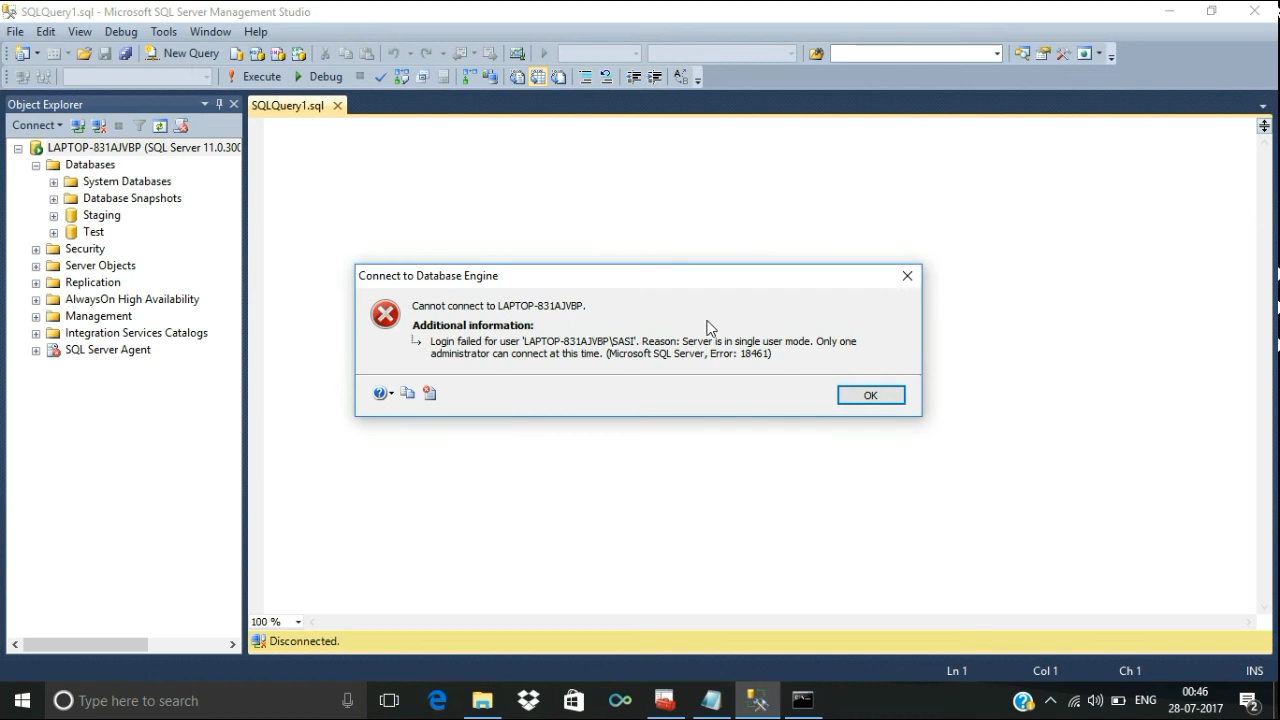 SQLQuery1.sql - Microsoft SQL Server Management Studio
File Edit View Debug Tools Window Help
New Query
Execute Debug
Object Explorer
SQLQuery1.sql
Connect
LAPTOP-831AJVBP (SQL Server 11.0.300
Databases
System Databases
Database Snapshots
Staging
Test
Security
Server Objects
Replication
AlwaysOn High Availability
Management
Integration Services Catalogs
SQL Server Agent
Connect to Database Engine
Cannot connect to LAPTOP-831AJVBP.
Additional information:
Login failed for user 'LAPTOP-831AJVBP\SASI'. Reason: Server is in single user mode. Only one
administrator can connect at this time. (Microsoft SQL Server, Error: 18461)
OK
100 %
Disconnected.
Ln 1 Col 1 Ch 1 INS
Type here to search
ENG
00:46
28-07-2017
2